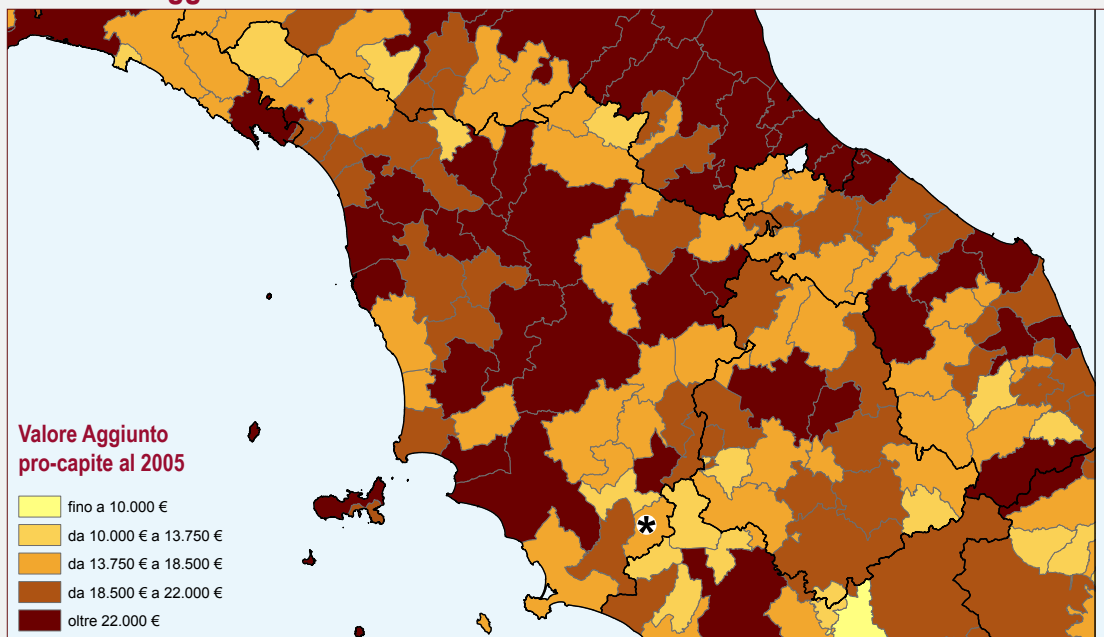 Valore Aggiunto
pro-capite al 2005
fino a 10.000 €
da 10.000 € a 13.750 €
da 13.750 € a 18.500 €
da 18.500 € a 22.000 €
oltre 22.000 €
*